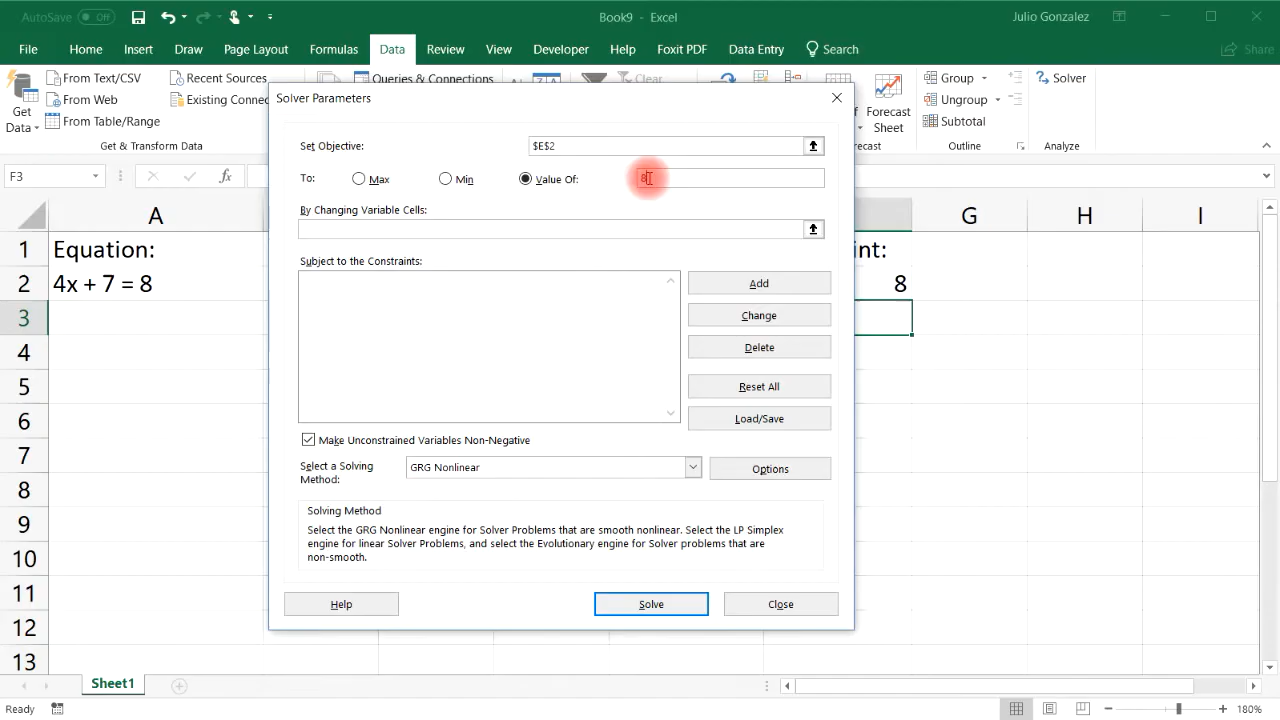 AutoSave Off
Book9 - Excel
Julio Gonzalez
File Home Insert Draw Page Layout Formulas Data Review View Developer Help Foxit PDF Data Entry Search Share
From Text/CSV Recent Sources Queries & Connections Clear Group Solver
From Web Existing Connec Ungroup
Get Data From Table/Range Forecast Sheet Subtotal
Get & Transform Data Outline Analyze
F3 fx
Solver Parameters
Set Objective: $E$2
To: Max Min Value Of: 8
By Changing Variable Cells:
Subject to the Constraints:
Add
Change
Delete
Reset All
Load/Save
Make Unconstrained Variables Non-Negative
Select a Solving Method: GRG Nonlinear Options
Solving Method
Select the GRG Nonlinear engine for Solver Problems that are smooth nonlinear. Select the LP Simplex
engine for linear Solver Problems, and select the Evolutionary engine for Solver problems that are
non-smooth.
Help Solve Close
A G H I
1 Equation: int:
2 4x + 7 = 8 8
3
4
5
6
7
8
9
10
11
12
13
Sheet1
Ready 180%